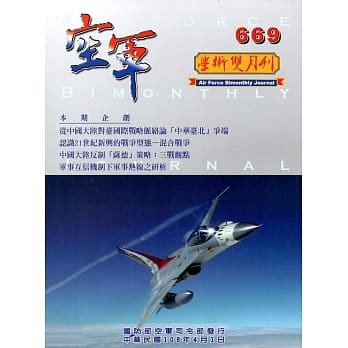 空軍
669
學術雙月刊
Air Force Bimonthly Journal
BIMONTHLY
本期企劃
從中國大陸對臺國際戰略脈絡論「中華臺北」爭端
認識21世紀新興的戰爭型態—混合戰爭
中國大陸反制「薩德」策略：三戰觀點
軍事互信機制下軍事熱線之研析
國防部空軍司令部發行
中華民國108年4月1日